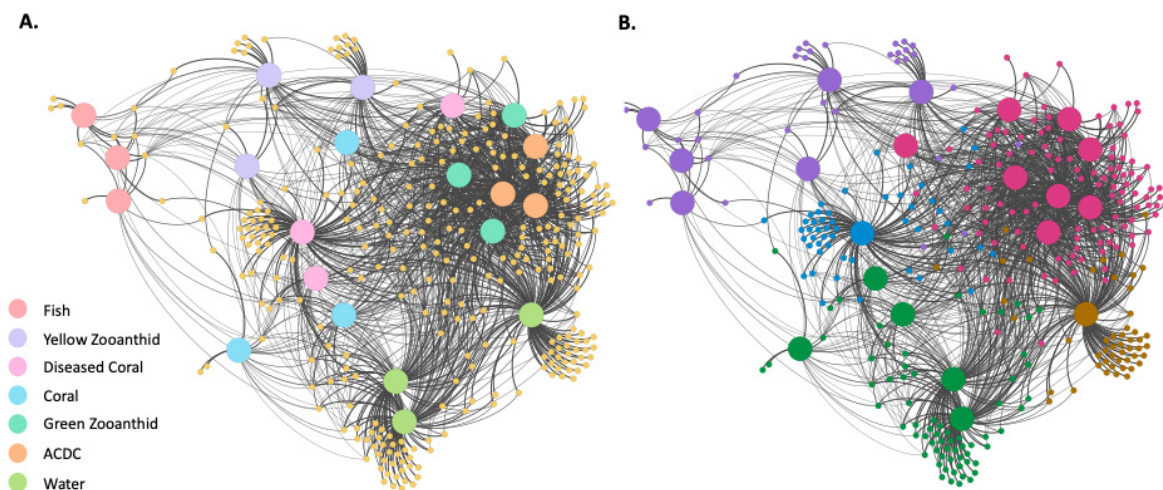 A.
B.
Fish
Yellow Zooanthid
Diseased Coral
Coral
Green Zooanthid
ACDC
Water